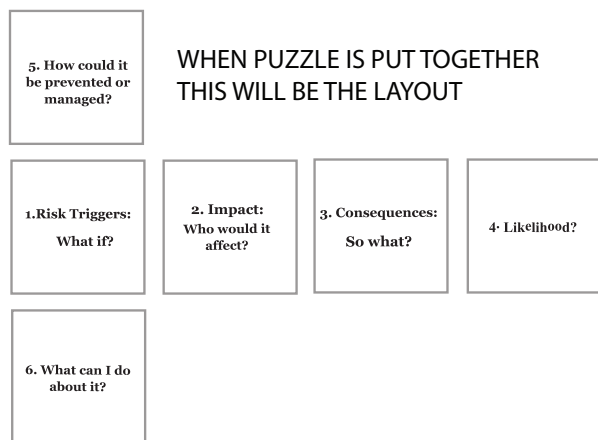 5. How could it
be prevented or
managed?
WHEN PUZZLE IS PUT TOGETHER
THIS WILL BE THE LAYOUT
1.Risk Triggers:
What if?
2. Impact:
Who would it
affect?
3. Consequences:
So what?
4. Likelihood?
6. What can I do
about it?